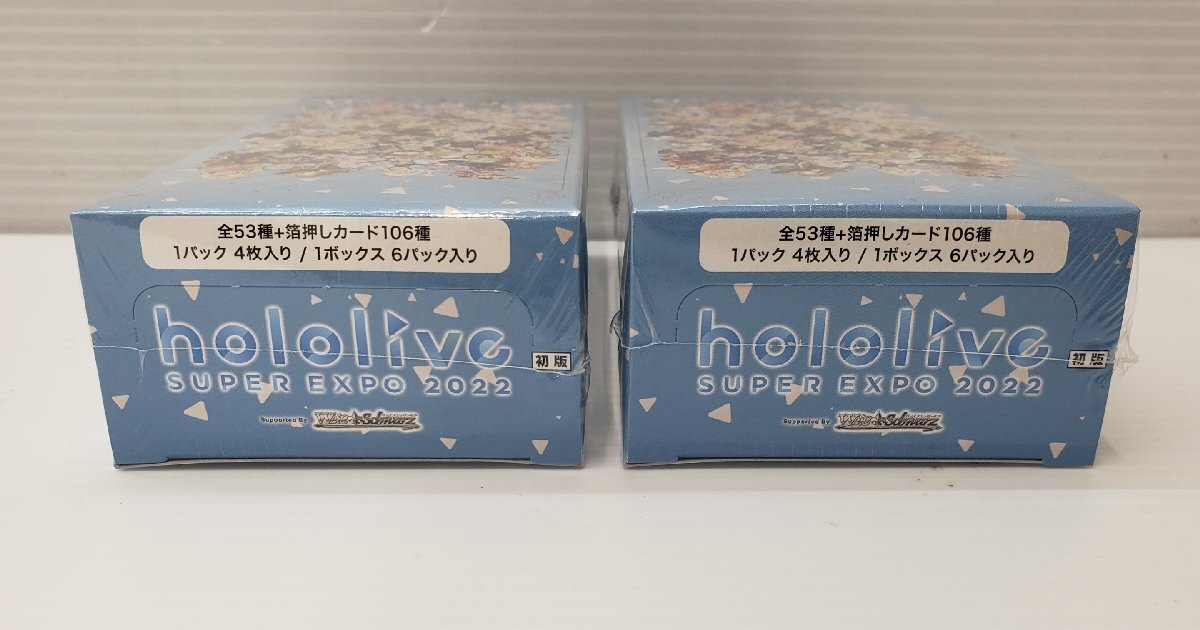 全53種+箔押しカード106種
1パック 4枚入り / 1ボックス 6パック入り
hololive
SUPER EXPO 2022
初版
Supported By Weiß Schwarz
全53種+箔押しカード106種
1パック 4枚入り / 1ボックス 6パック入り
hololive
SUPER EXPO 2022
初版
Supported By Weiß Schwarz